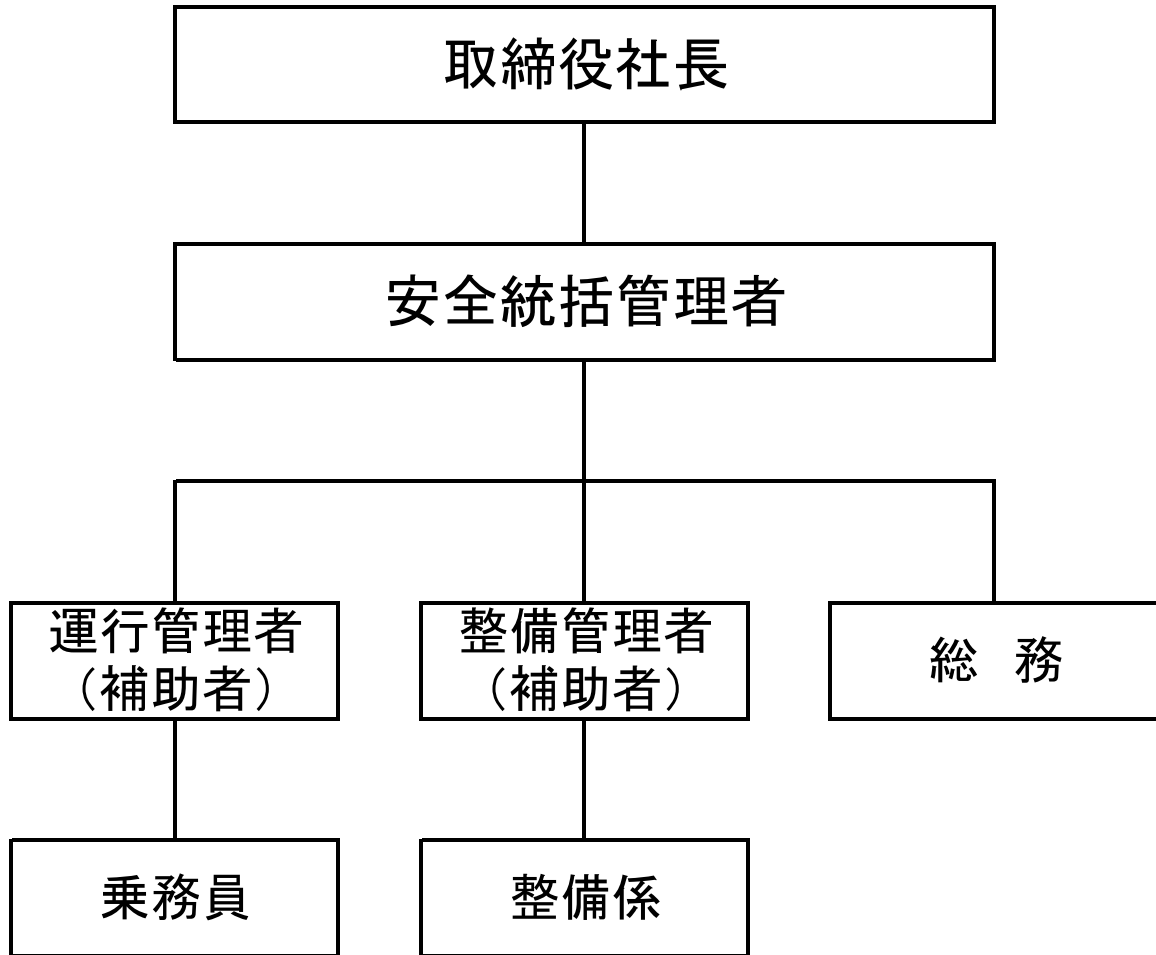 取締役社長
安全統括管理者
運行管理者
（補助者）
整備管理者
（補助者）
総　務
乗務員
整備係